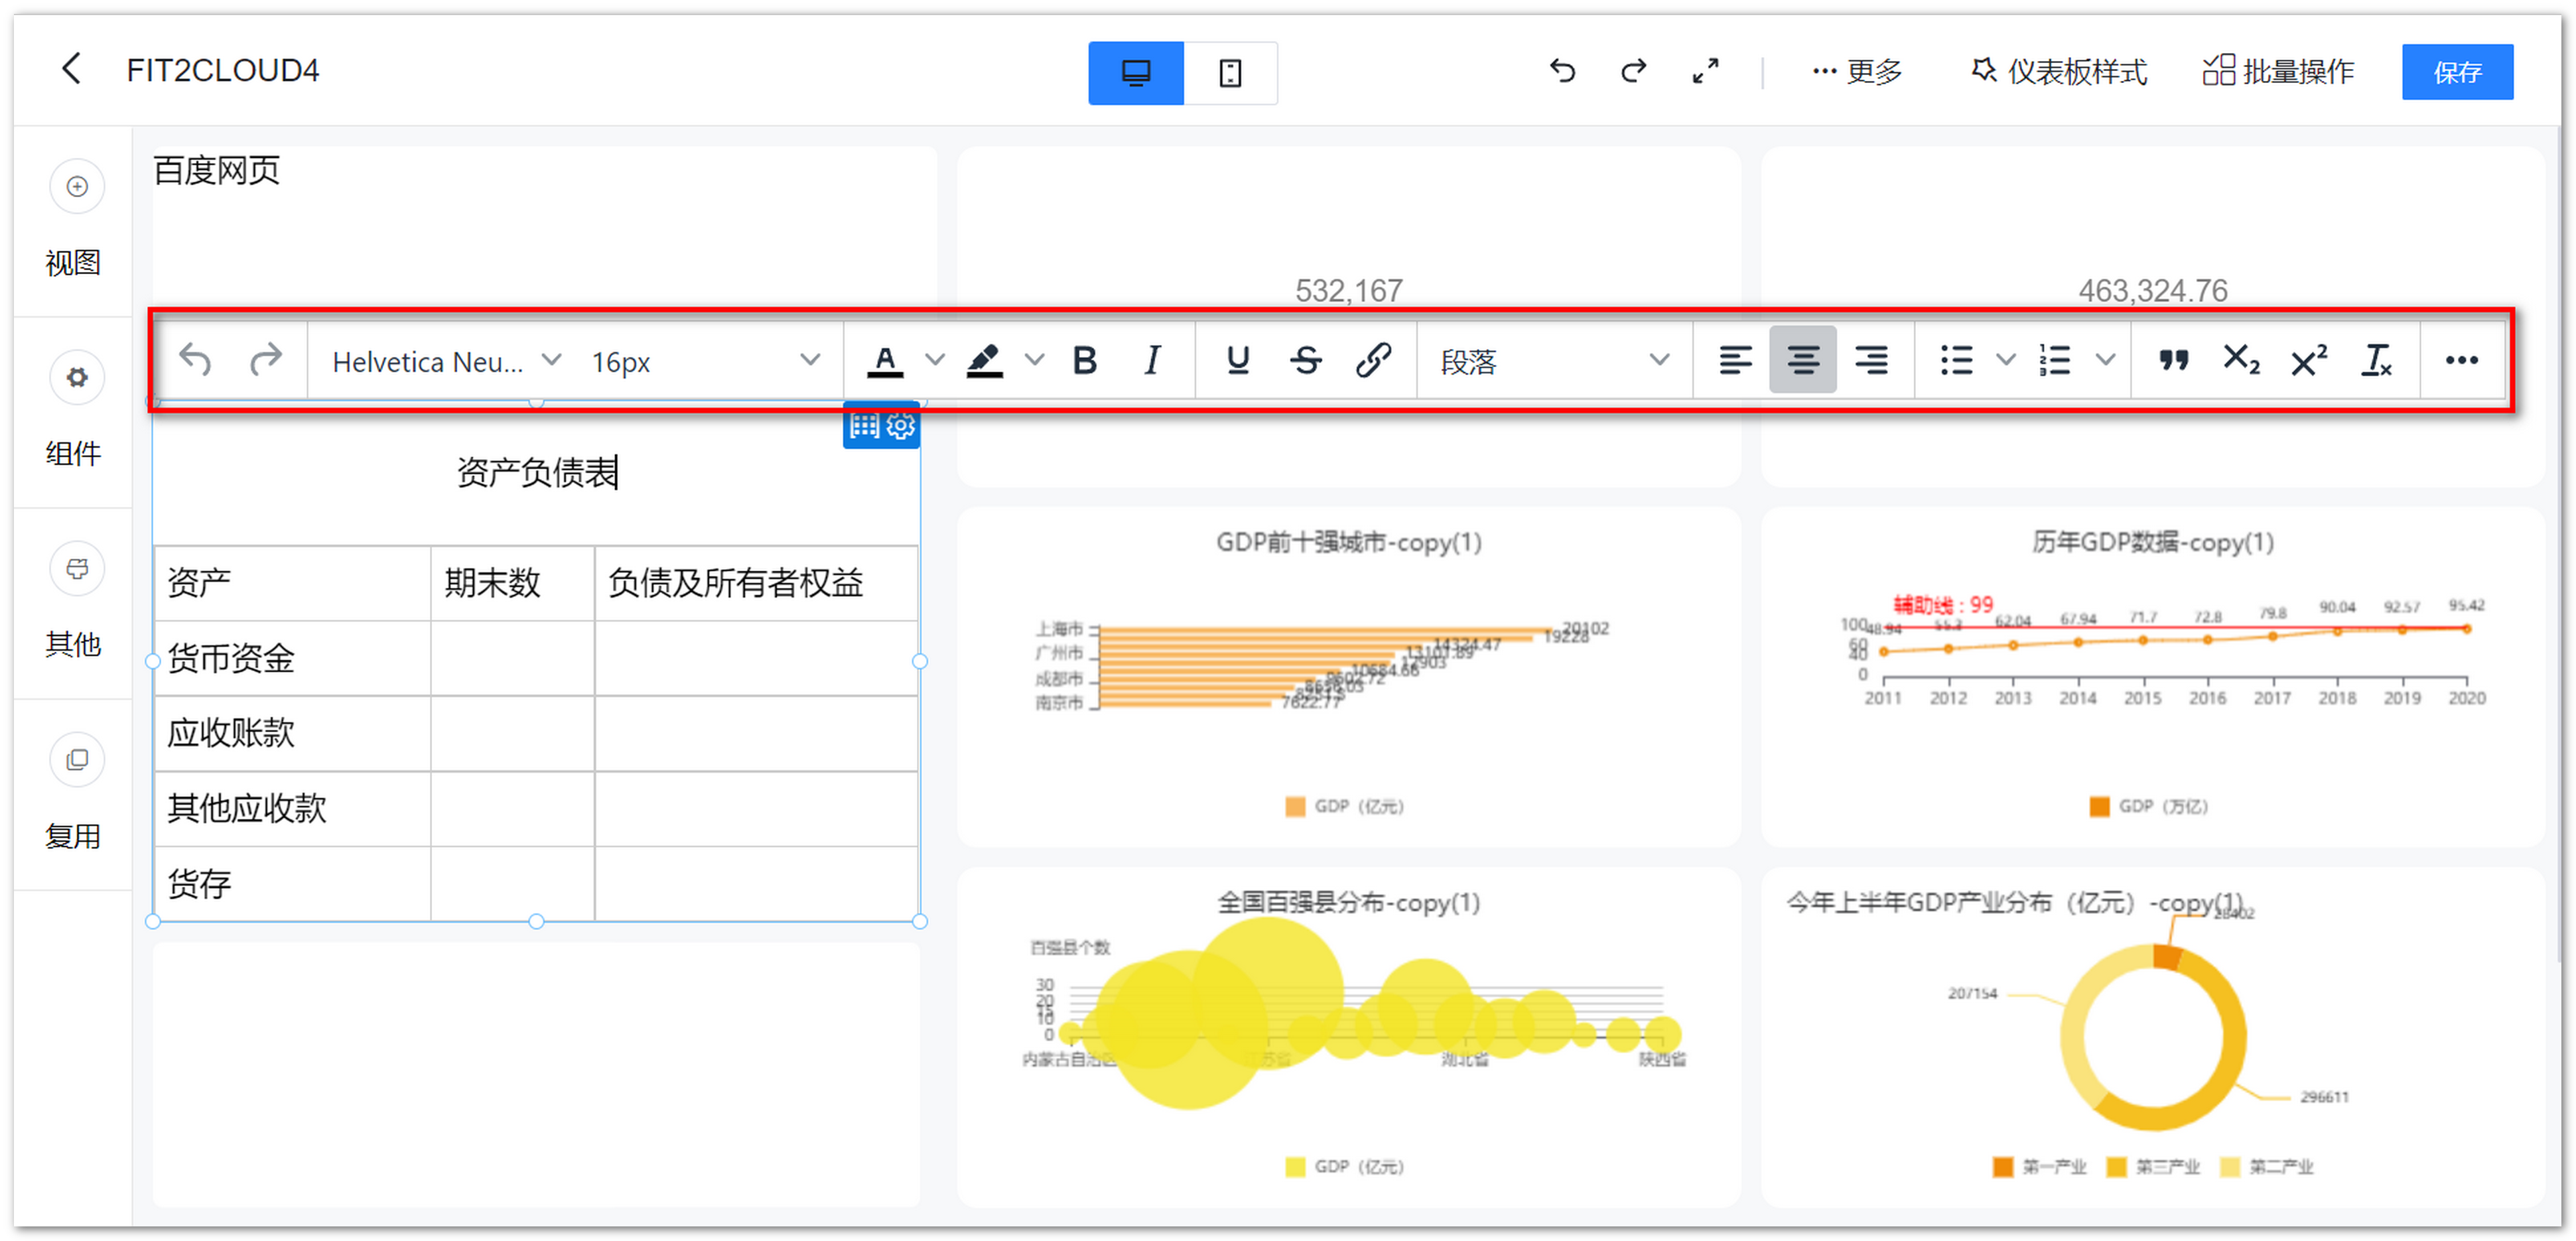 FIT2CLOUD4
··· 更多 仪表板样式 批量操作 保存
视图
组件
其他
复用
百度网页
532,167
463,324.76
Helvetica Neu... 16px 段落
资产负债表
资产 期末数 负债及所有者权益
货币资金
应收账款
其他应收款
货存
GDP前十强城市-copy(1)
上海市
广州市
成都市
南京市
20102
19228
14324.47
12903
10684.66
7622.77
GDP（亿元）
历年GDP数据-copy(1)
辅助线：99
100
60
40
0
48.94 55.3 62.04 67.94 71.7 72.8 79.8 90.04 92.57 95.42
2011 2012 2013 2014 2015 2016 2017 2018 2019 2020
GDP（万亿）
全国百强县分布-copy(1)
百强县个数
30
20
15
10
0
内蒙古自治区 江苏省 湖北省 陕西省
GDP（亿元）
今年上半年GDP产业分布（亿元）-copy(1)
28402
207154
296611
第一产业 第三产业 第二产业